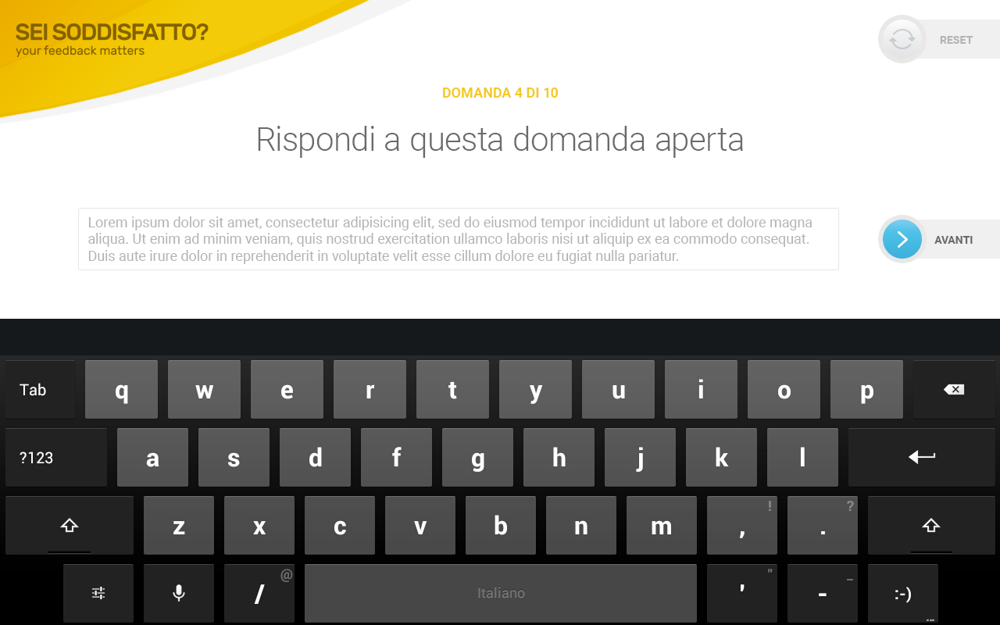 SEI SODDISFATTO?
your feedback matters
RESET
DOMANDA 4 DI 10
Rispondi a questa domanda aperta
Lorem ipsum dolor sit amet, consectetur adipisicing elit, sed do eiusmod tempor incididunt ut labore et dolore magna
aliqua. Ut enim ad minim veniam, quis nostrud exercitation ullamco laboris nisi ut aliquip ex ea commodo consequat.
Duis aute irure dolor in reprehenderit in voluptate velit esse cillum dolore eu fugiat nulla pariatur.
AVANTI
Tab q w e r t y u i o p
?123 a s d f g h j k l
z x c v b n m , ! . ?
/ @ Italiano ' " - _ :-) ...